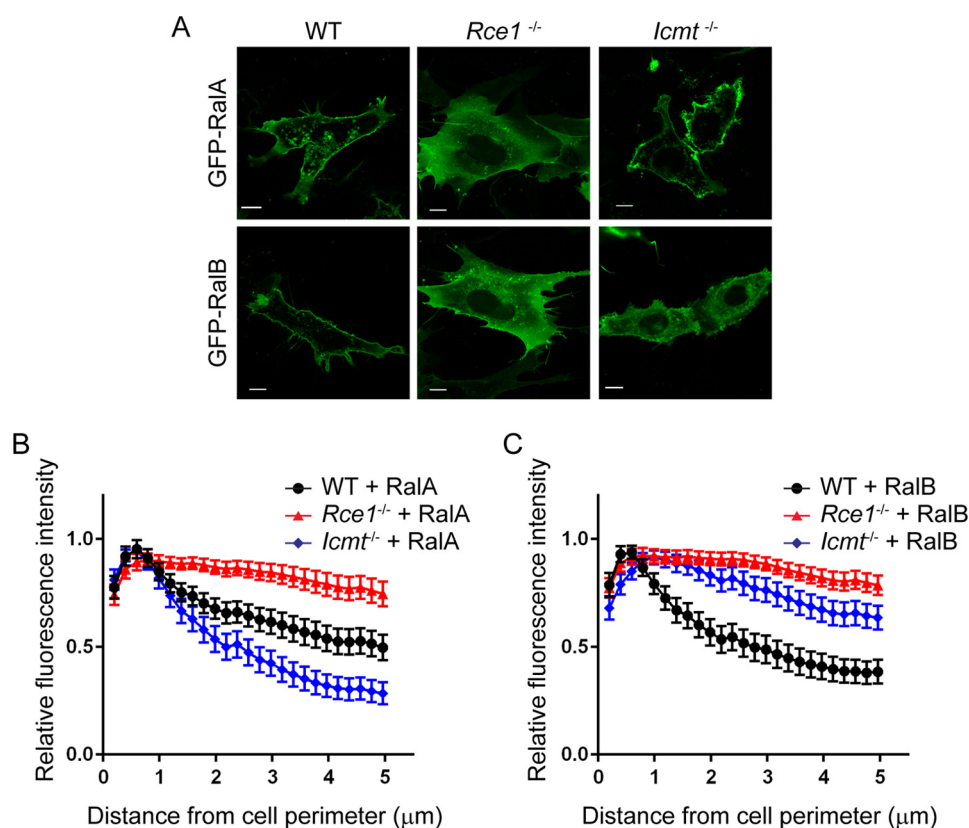 A
WT
Rce1 -/-
Icmt -/-
GFP-RalA
GFP-RalB
B
Relative fluorescence intensity
WT + RalA
Rce1-/- + RalA
Icmt-/- + RalA
1.0
0.5
0.0
0 1 2 3 4 5
Distance from cell perimeter (μm)
C
Relative fluorescence intensity
WT + RalB
Rce1-/- + RalB
Icmt-/- + RalB
1.0
0.5
0.0
0 1 2 3 4 5
Distance from cell perimeter (μm)